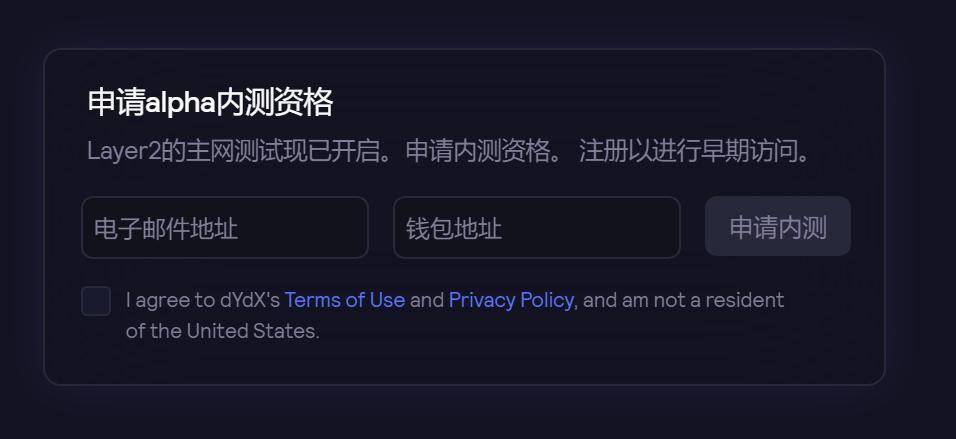 申请alpha内测资格
Layer2的主网测试现已开启。申请内测资格。 注册以进行早期访问。
电子邮件地址 钱包地址 申请内测
I agree to dYdX's Terms of Use and Privacy Policy, and am not a resident
of the United States.